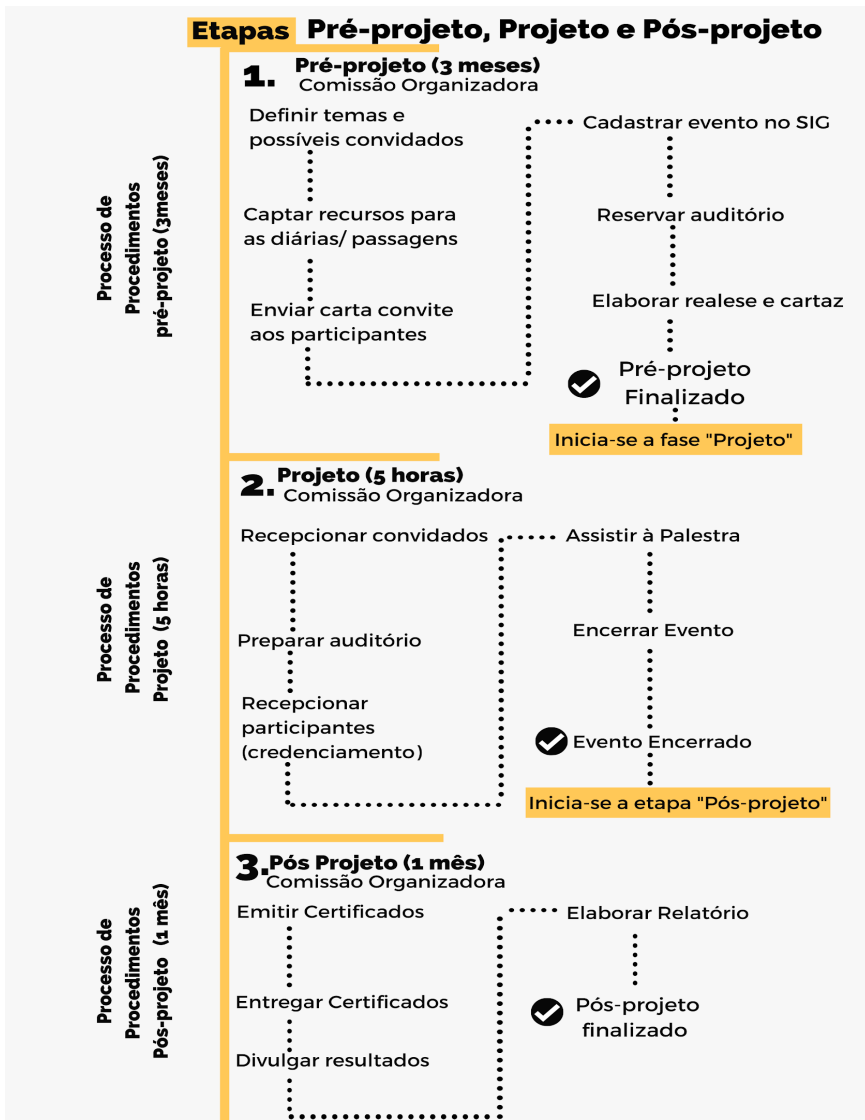 Etapas Pré-projeto, Projeto e Pós-projeto
Processo de
Procedimentos
pré-projeto (3meses)
1. Pré-projeto (3 meses)
Comissão Organizadora
Definir temas e
possíveis convidados
Captar recursos para
as diárias/ passagens
Enviar carta convite
aos participantes
Cadastrar evento no SIG
Reservar auditório
Elaborar realese e cartaz
Pré-projeto
Finalizado
Inicia-se a fase "Projeto"
Processo de
Procedimentos
Projeto (5 horas)
2. Projeto (5 horas)
Comissão Organizadora
Recepcionar convidados
Preparar auditório
Recepcionar
participantes
(credenciamento)
Assistir à Palestra
Encerrar Evento
Evento Encerrado
Inicia-se a etapa "Pós-projeto"
Processo de
Procedimentos
Pós-projeto (1 mês)
3. Pós Projeto (1 mês)
Comissão Organizadora
Emitir Certificados
Entregar Certificados
Divulgar resultados
Elaborar Relatório
Pós-projeto
finalizado